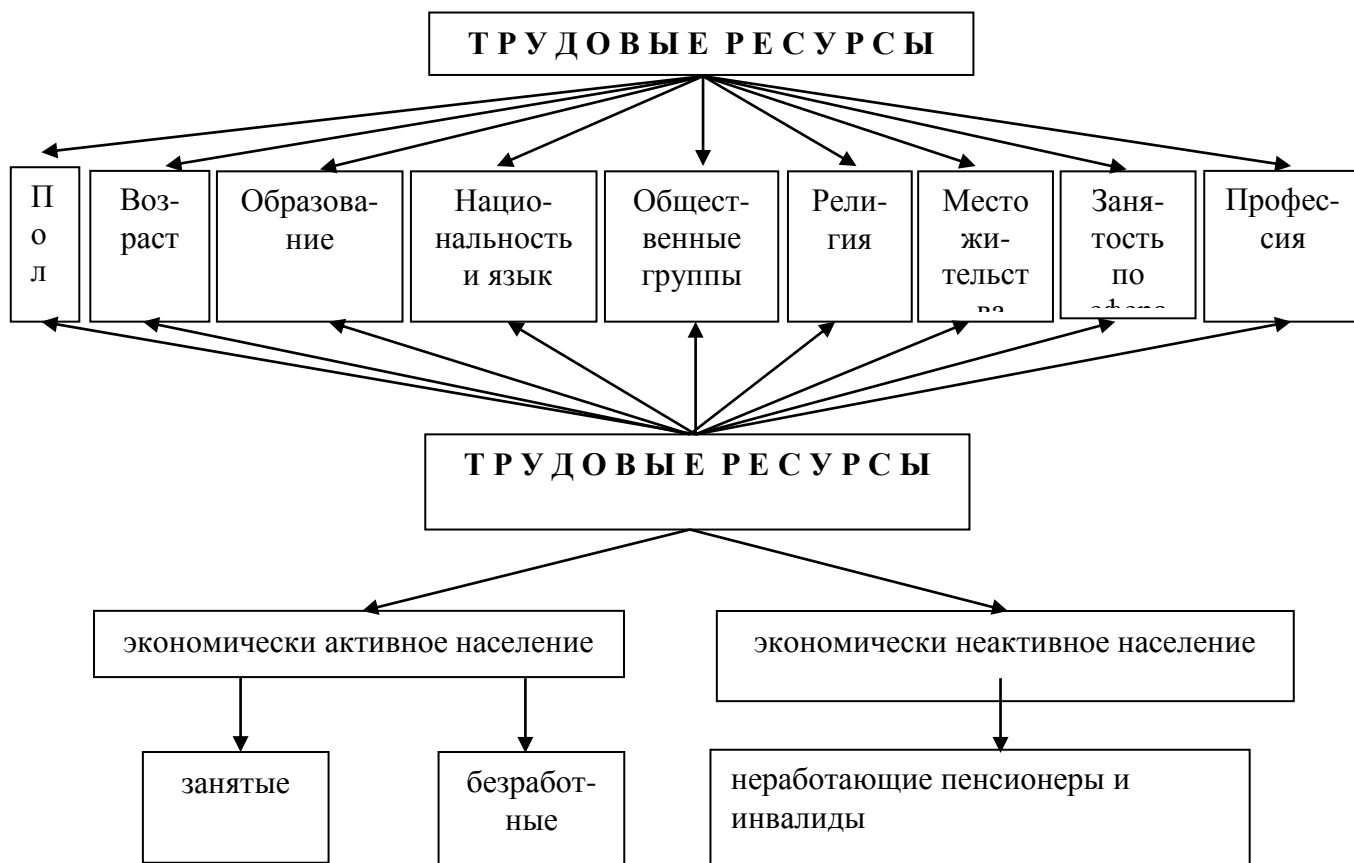 Т Р У Д О В Ы Е Р Е С У Р С Ы
П
о
л
Воз-
раст
Образова-
ние
Нацио-
нальность
и язык
Общест-
венные
группы
Рели-
гия
Место
жи-
тельст
ва
Заня-
тость
по
Профес-
сия
Т Р У Д О В Ы Е Р Е С У Р С Ы
экономически активное население
экономически неактивное население
занятые
безработ-
ные
неработающие пенсионеры и
инвалиды